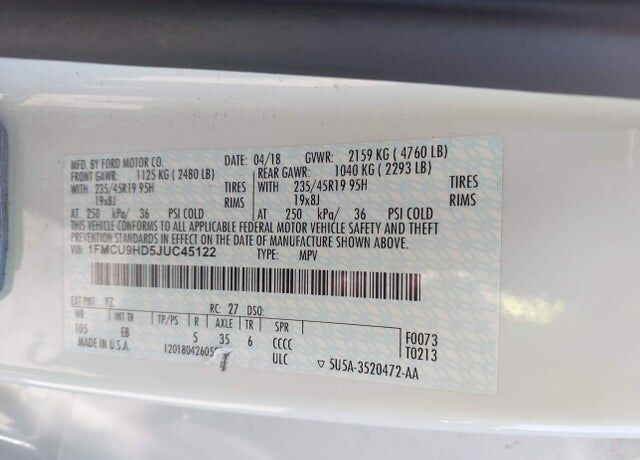 MFD. BY FORD MOTOR CO. DATE: 04/18 GVWR: 2159 KG ( 4760 LB)
FRONT GAWR: 1125 KG ( 2480 LB) REAR GAWR: 1040 KG ( 2293 LB)
WITH 235/45R19 95H TIRES WITH 235/45R19 95H TIRES
19x8J RIMS 19x8J RIMS
AT 250 kPa/ 36 PSI COLD AT 250 kPa/ 36 PSI COLD
THIS VEHICLE CONFORMS TO ALL APPLICABLE FEDERAL MOTOR VEHICLE SAFETY AND THEFT
PREVENTION STANDARDS IN EFFECT ON THE DATE OF MANUFACTURE SHOWN ABOVE.
VIN: 1FMCU9HD5JUC45122 TYPE: MPV
EXT PNT: YZ RC: 27 DSO:
WB INT TR TP/PS R AXLE TR SPR
105 EB 5 35 6 CCCC F0073
MADE IN U.S.A. ULC T0213
5U5A-3520472-AA